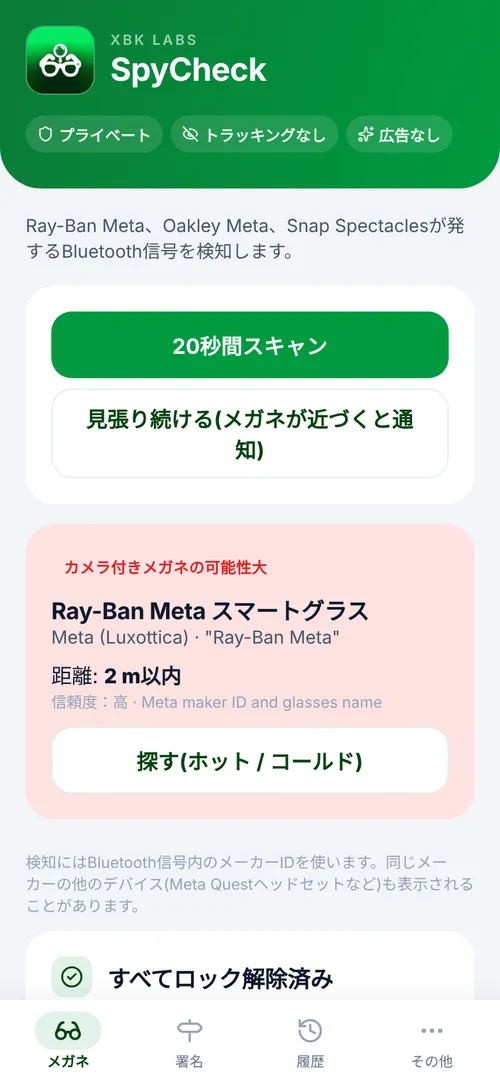 XBK LABS
SpyCheck
プライベート
トラッキングなし
広告なし
Ray-Ban Meta、Oakley Meta、Snap Spectaclesが発
するBluetooth信号を検知します。
20秒間スキャン
見張り続ける(メガネが近づくと通
知)
カメラ付きメガネの可能性大
Ray-Ban Meta スマートグラス
Meta (Luxottica) · "Ray-Ban Meta"
距離: 2 m以内
信頼度：高 · Meta maker ID and glasses name
探す(ホット / コールド)
検知にはBluetooth信号内のメーカーIDを使います。同じメー
カーの他のデバイス(Meta Questヘッドセットなど)も表示される
ことがあります。
すべてロック解除済み
メガネ
署名
履歴
その他